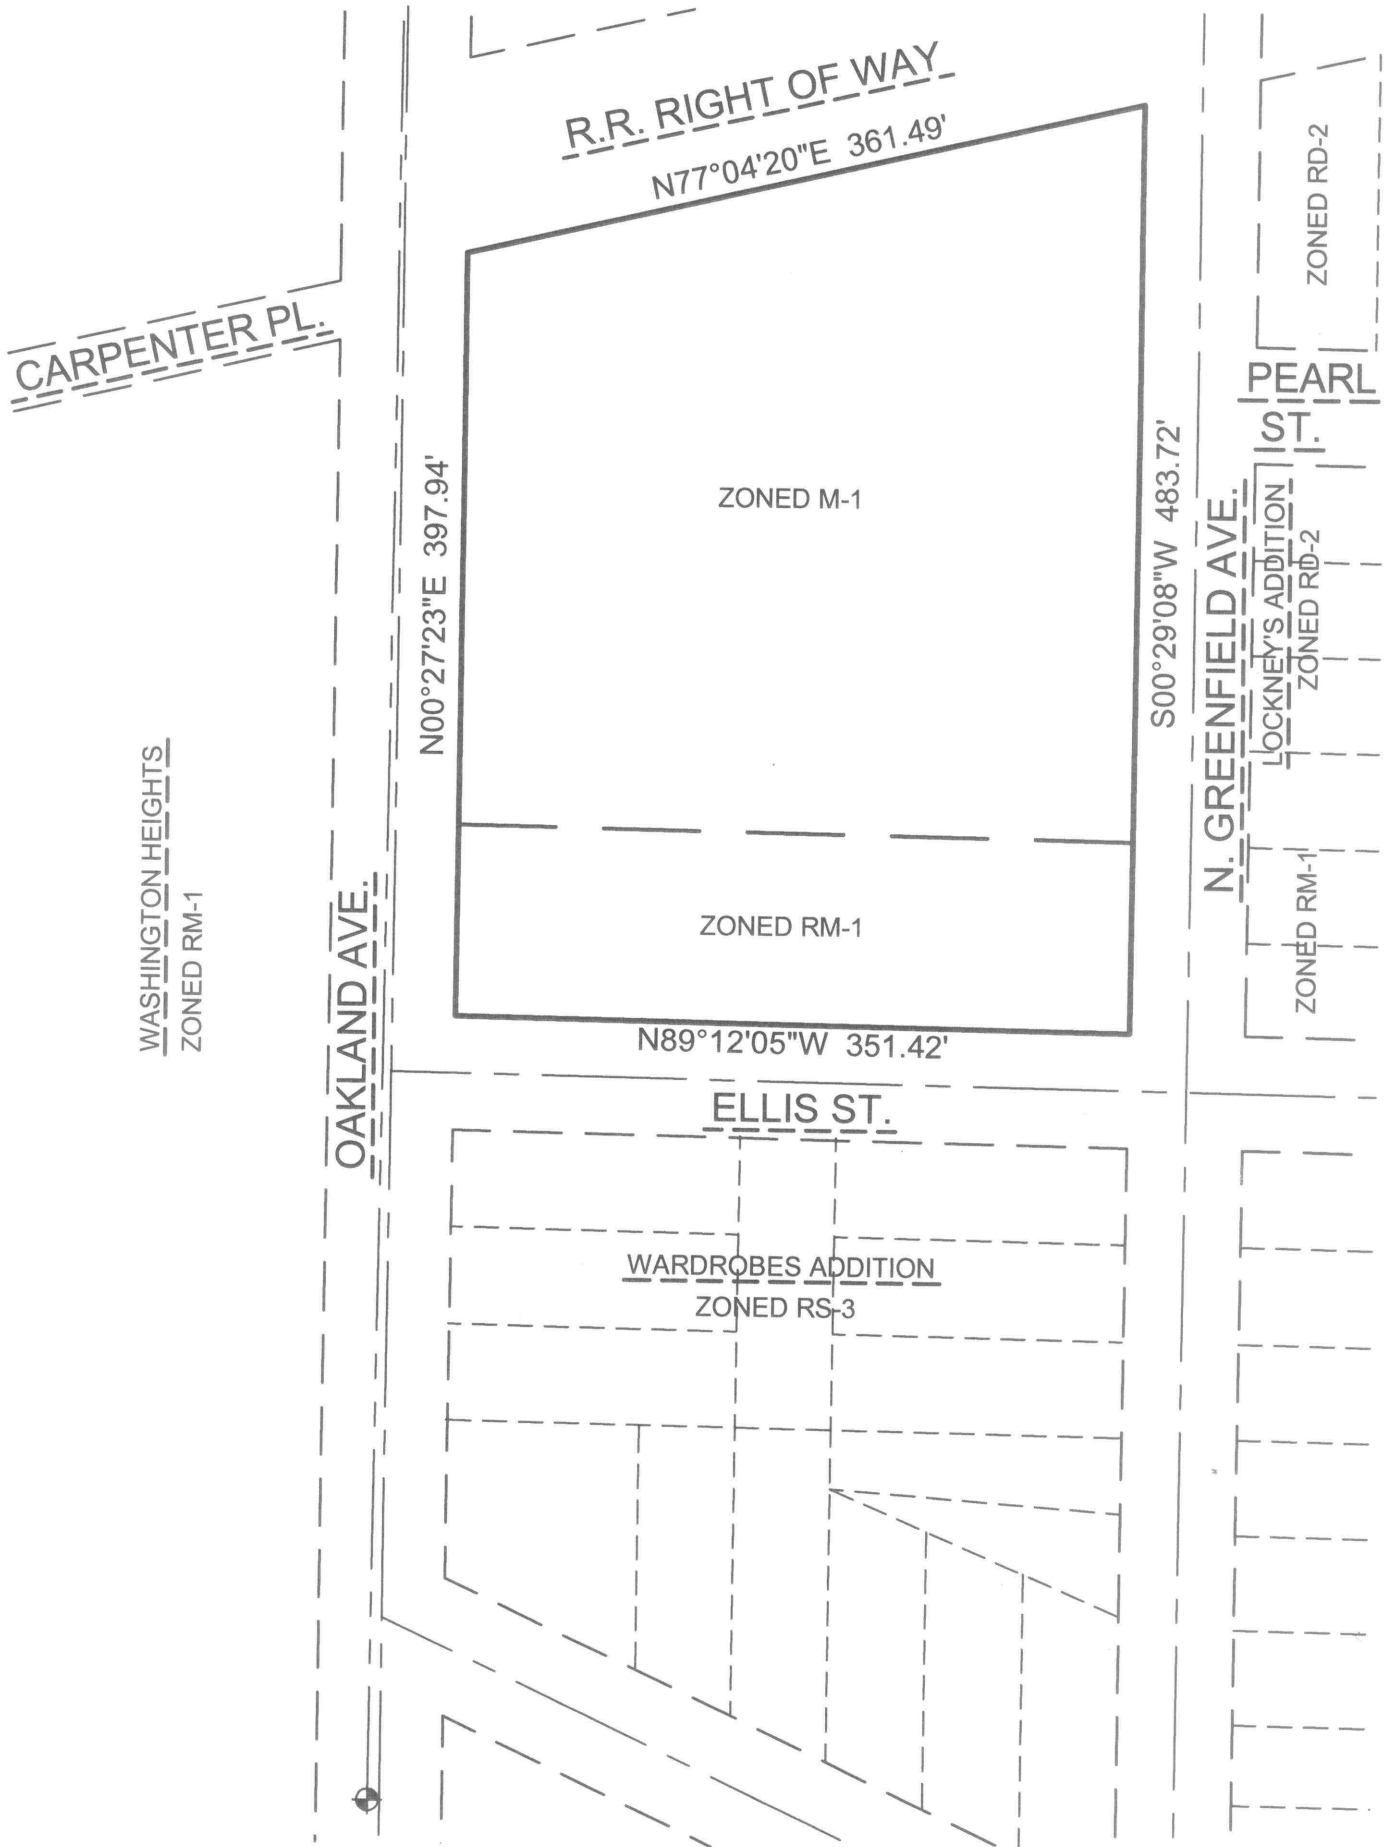 R.R. RIGHT OF WAY
N77°04'20"E 361.49'
ZONED RD-2
CARPENTER PL.
PEARL
ST.
N00°27'23"E 397.94'
ZONED M-1
S00°29'08"W 483.72'
N. GREENFIELD AVE.
LOCKNEY'S ADDITION
ZONED RD-2
WASHINGTON HEIGHTS
ZONED RM-1
OAKLAND AVE.
ZONED RM-1
ZONED RM-1
N89°12'05"W 351.42'
ELLIS ST.
WARDROBES ADDITION
ZONED RS-3